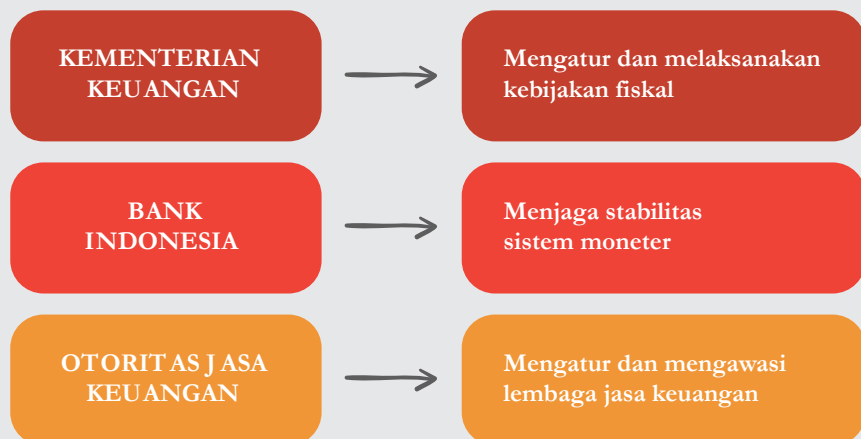 KEMENTERIAN
KEUANGAN
Mengatur dan melaksanakan
kebijakan fiskal
BANK
INDONESIA
Menjaga stabilitas
sistem moneter
OTORITAS JASA
KEUANGAN
Mengatur dan mengawasi
lembaga jasa keuangan